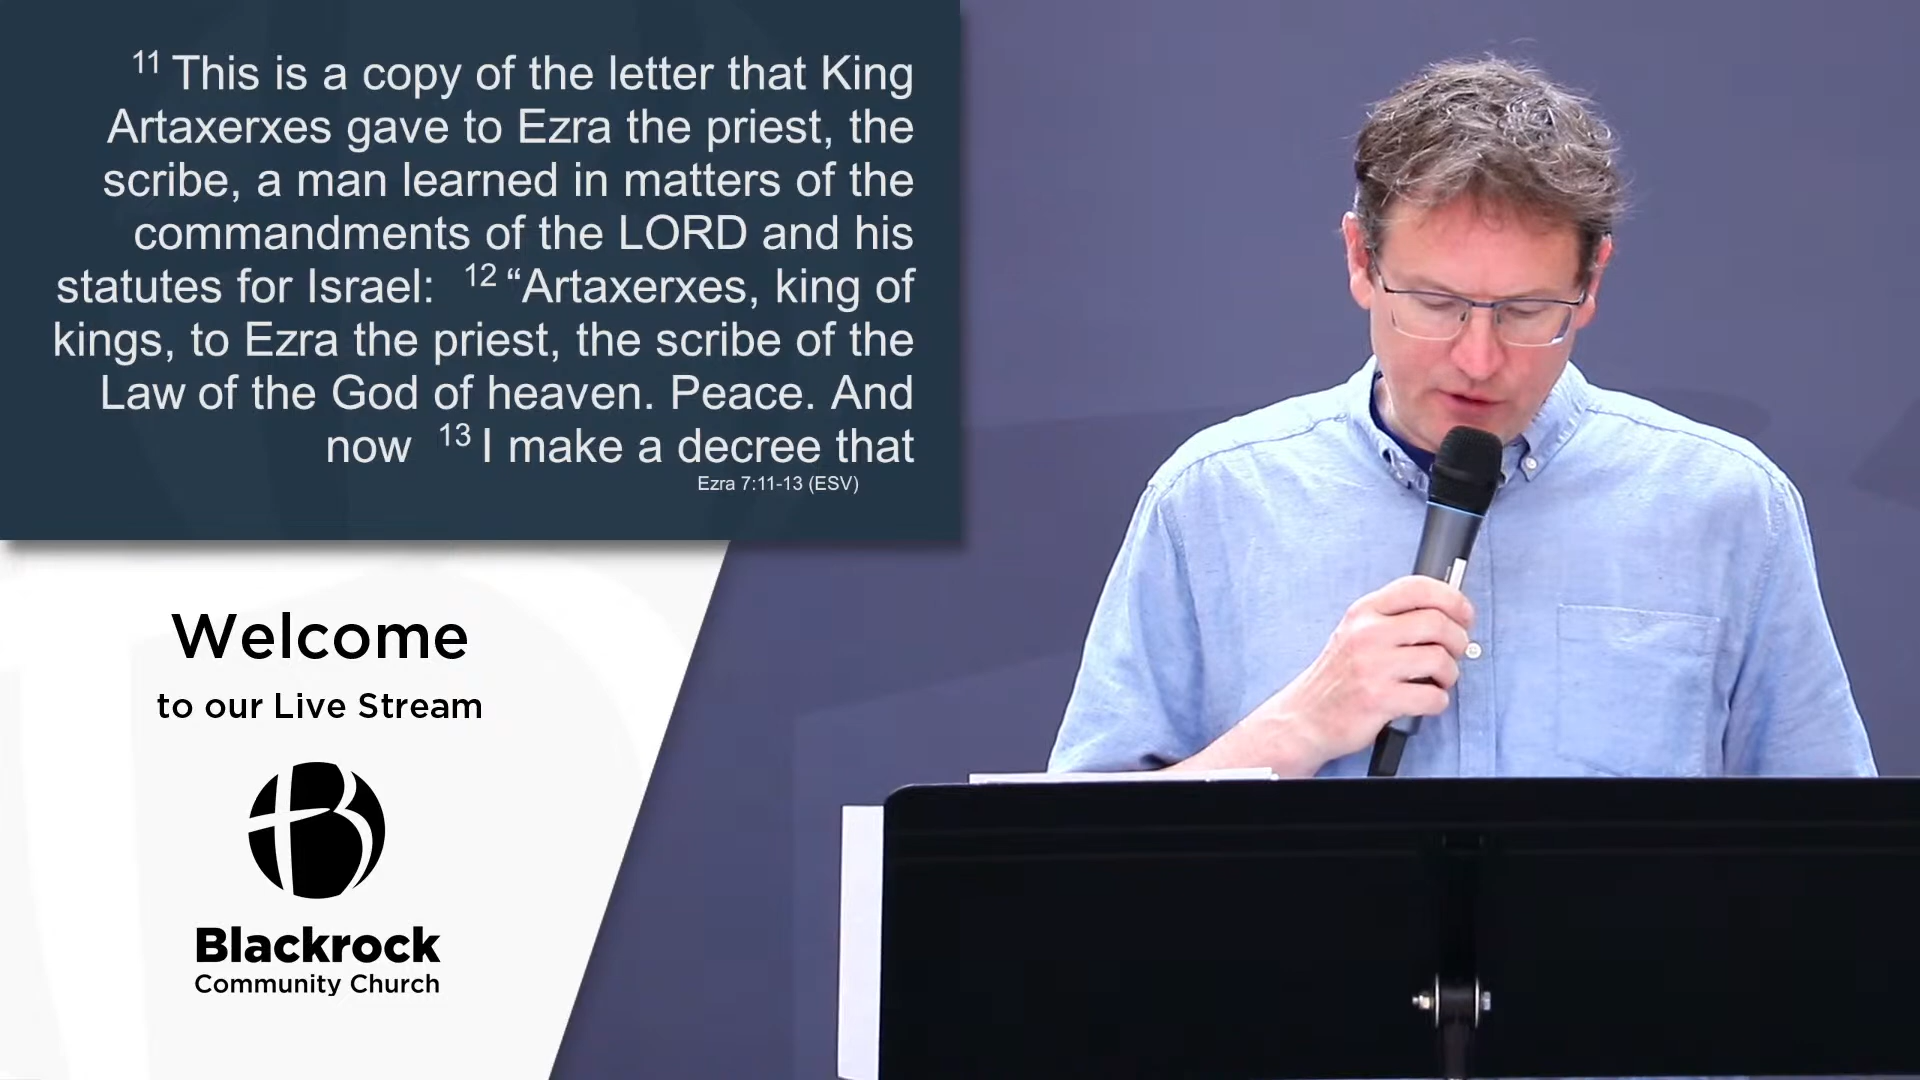 11 This is a copy of the letter that King
Artaxerxes gave to Ezra the priest, the
scribe, a man learned in matters of the
commandments of the LORD and his
statutes for Israel: 12 “Artaxerxes, king of
kings, to Ezra the priest, the scribe of the
Law of the God of heaven. Peace. And
now 13 I make a decree that
Ezra 7:11-13 (ESV)
Welcome
to our Live Stream
B
Blackrock
Community Church